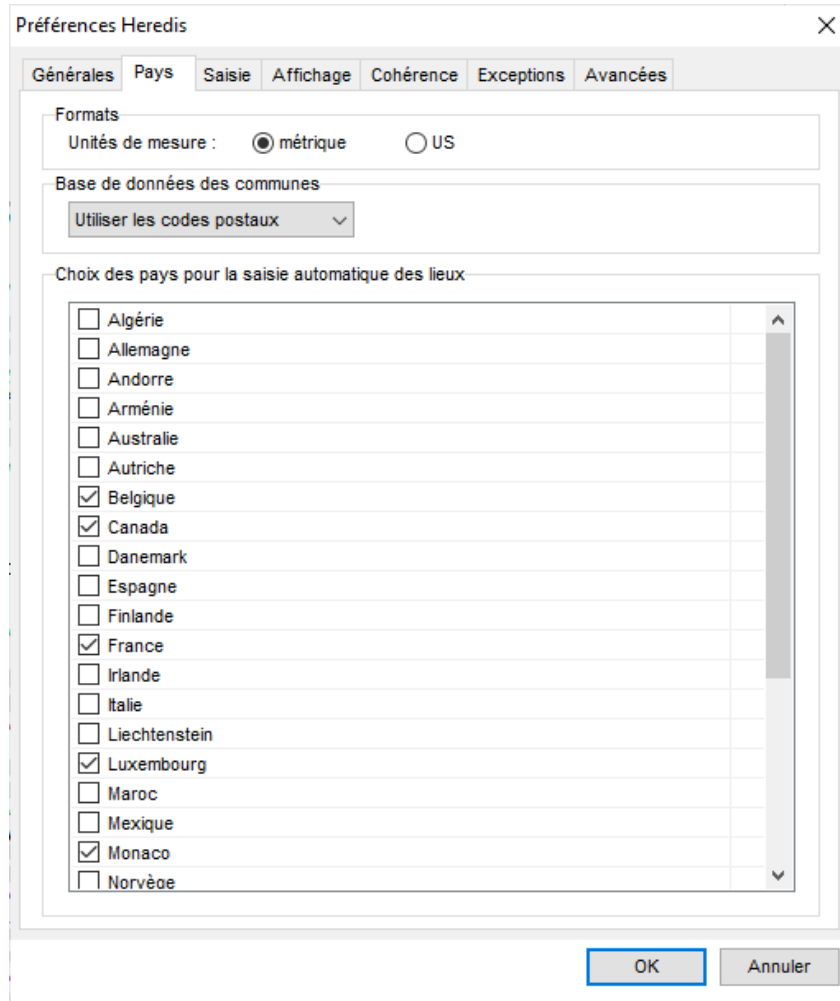 Préférences Heredis
Générales Pays Saisie Affichage Cohérence Exceptions Avancées
Formats
Unités de mesure : métrique US
Base de données des communes
Utiliser les codes postaux
Choix des pays pour la saisie automatique des lieux
Algérie
Allemagne
Andorre
Arménie
Australie
Autriche
Belgique
Canada
Danemark
Espagne
Finlande
France
Irlande
Italie
Liechtenstein
Luxembourg
Maroc
Mexique
Monaco
Norvège
OK Annuler